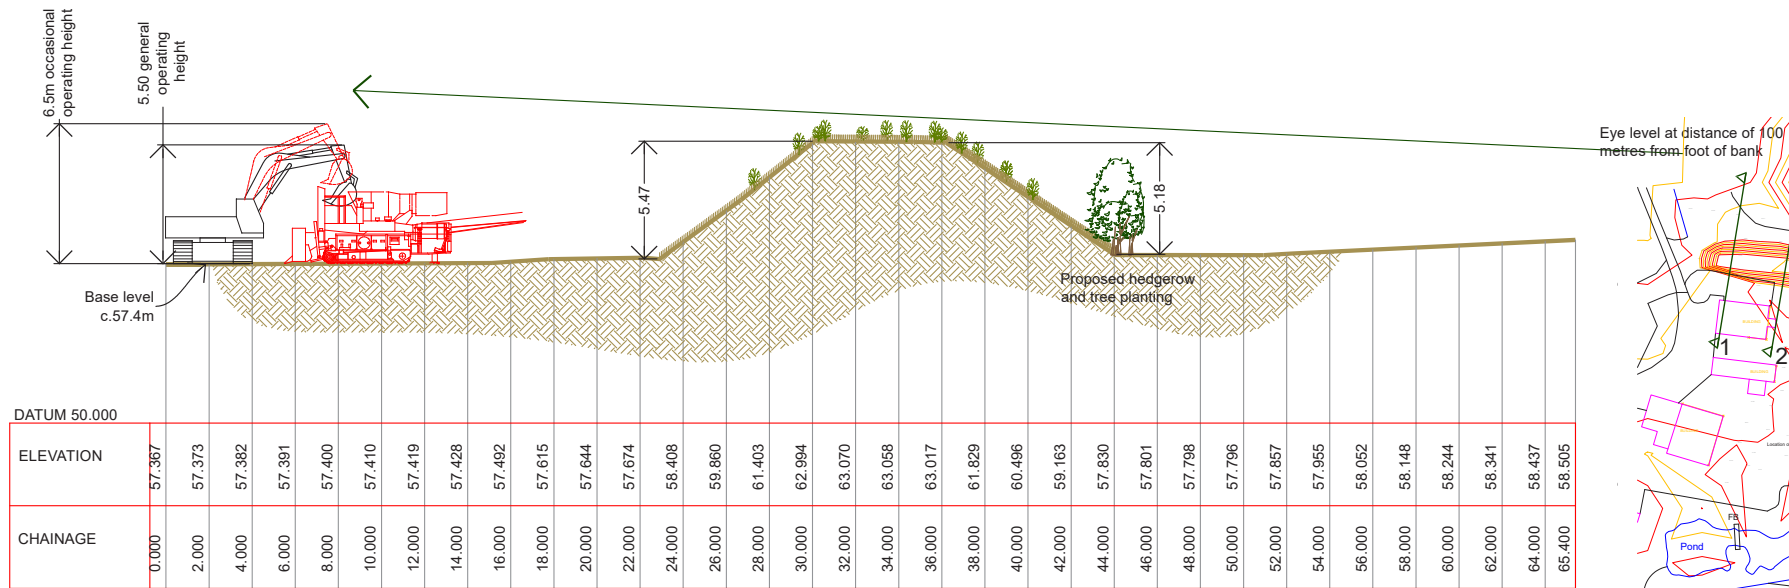 6.5m occasional
operating height
5.50 general
operating
height
Eye level at distance of 100
metres from foot of bank
5.47
5.18
Base level
c.57.4m
Proposed hedgerow
and tree planting
1
2
DATUM 50.000
ELEVATION 57.367 57.373 57.382 57.391 57.400 57.410 57.419 57.428 57.492 57.615 57.644 57.674 58.408 59.860 61.403 62.994 63.070 63.058 63.017 61.829 60.496 59.163 57.830 57.801 57.798 57.796 57.857 57.955 58.052 58.148 58.244 58.341 58.437 58.505
CHAINAGE 0.000 2.000 4.000 6.000 8.000 10.000 12.000 14.000 16.000 18.000 20.000 22.000 24.000 26.000 28.000 30.000 32.000 34.000 36.000 38.000 40.000 42.000 44.000 46.000 48.000 50.000 52.000 54.000 56.000 58.000 60.000 62.000 64.000 65.400
Location o
FB
Pond